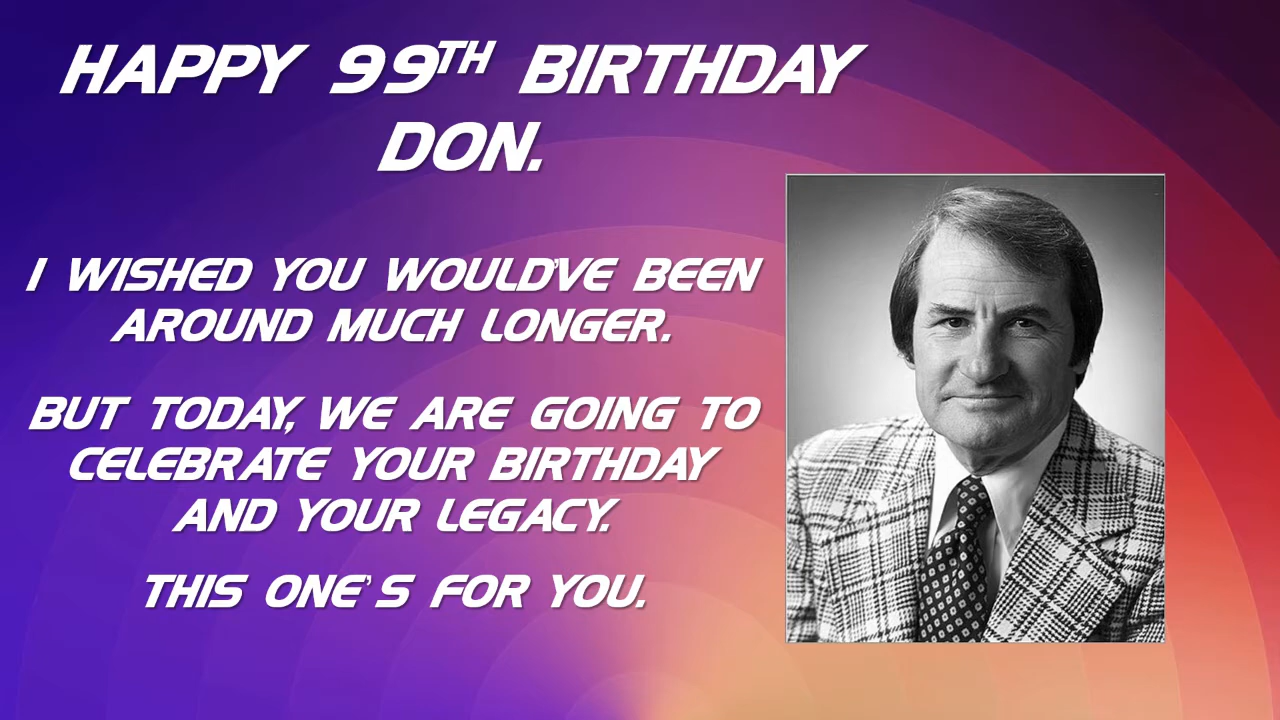 HAPPY 99TH BIRTHDAY
DON.
I WISHED YOU WOULD'VE BEEN
AROUND MUCH LONGER.
BUT TODAY, WE ARE GOING TO
CELEBRATE YOUR BIRTHDAY
AND YOUR LEGACY.
THIS ONE'S FOR YOU.